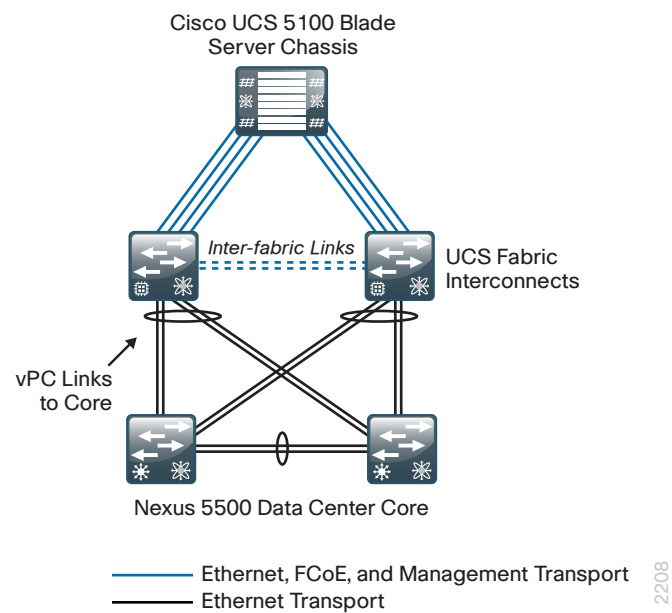 Cisco UCS 5100 Blade
Server Chassis
Inter-fabric Links
UCS Fabric
Interconnects
vPC Links
to Core
Nexus 5500 Data Center Core
Ethernet, FCoE, and Management Transport
Ethernet Transport
2208